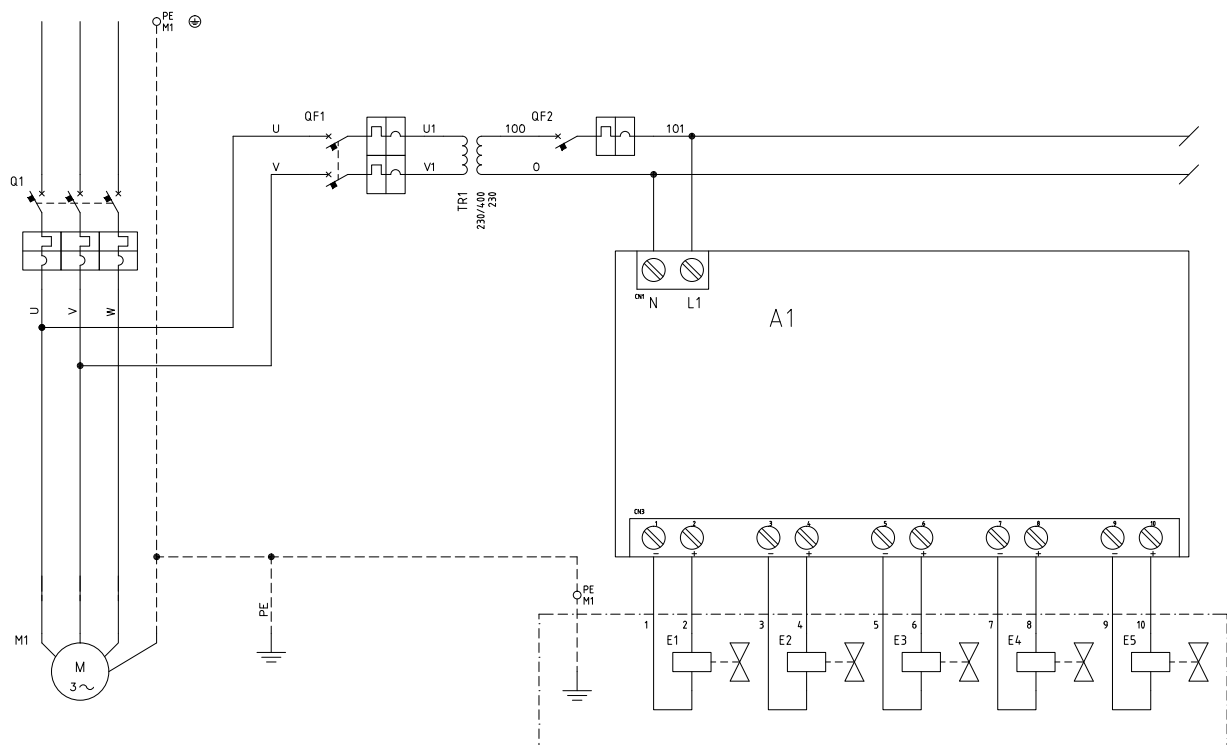 PE
M1
QF1
QF2
U
U1
100
101
V
V1
0
Q1
TR1
230/400
230
CN1
N
L1
A1
U
V
W
CN3
1
2
3
4
5
6
7
8
9
10
-
+
-
+
-
+
-
+
-
+
PE
M1
PE
1
2
3
4
5
6
7
8
9
10
M1
E1
E2
E3
E4
E5
M
3~